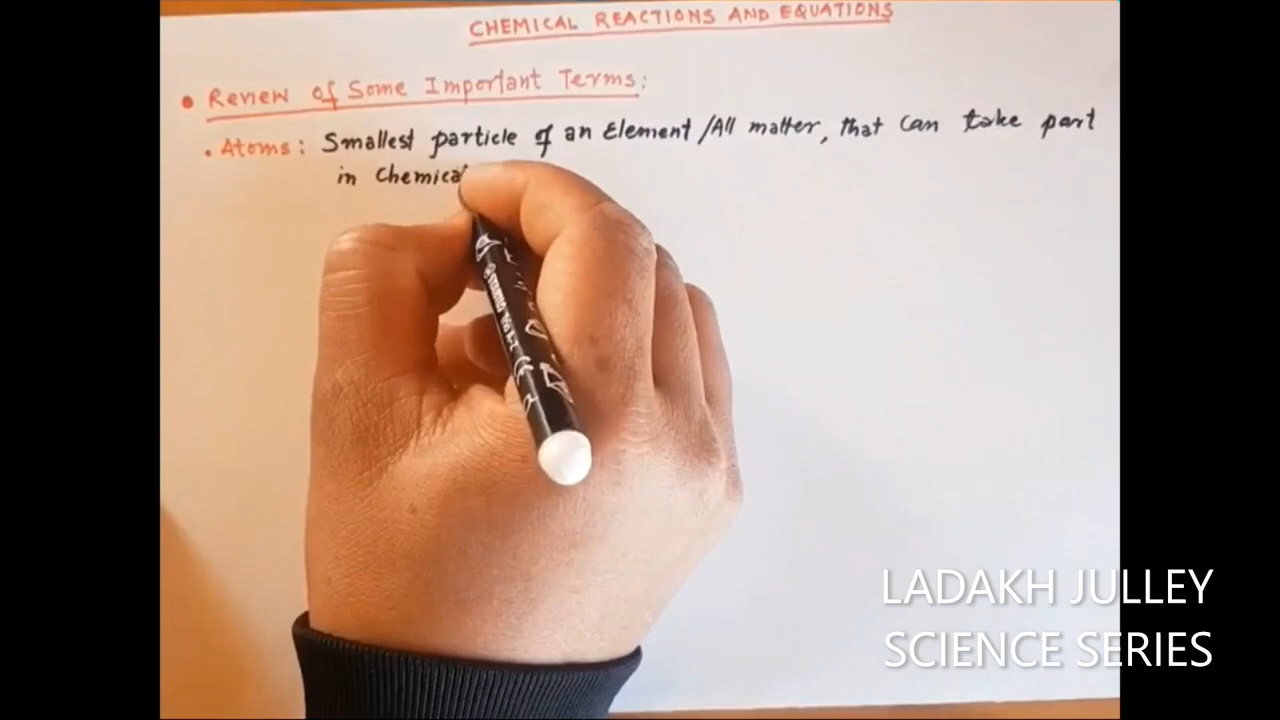 CHEMICAL REACTIONS AND EQUATIONS
• Review of Some Important Terms:
• Atoms: Smallest particle of an Element/All matter, that can take part
in Chemical
LADAKH JULLEY
SCIENCE SERIES